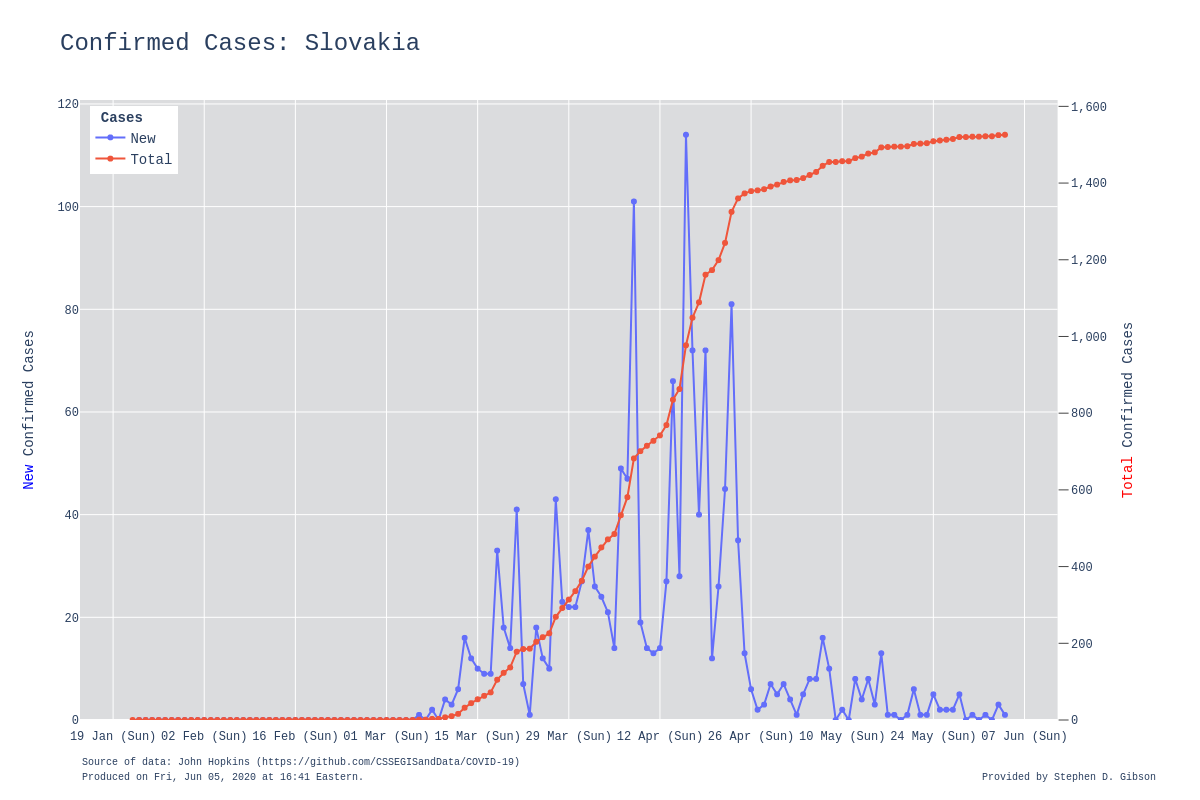 Confirmed Cases: Slovakia
Cases
New
Total
120
100
80
60
40
20
0
1,600
1,400
1,200
1,000
800
600
400
200
0
New Confirmed Cases
Total Confirmed Cases
19 Jan (Sun) 02 Feb (Sun) 16 Feb (Sun) 01 Mar (Sun) 15 Mar (Sun) 29 Mar (Sun) 12 Apr (Sun) 26 Apr (Sun) 10 May (Sun) 24 May (Sun) 07 Jun (Sun)
Source of data: John Hopkins (https://github.com/CSSEGISandData/COVID-19)
Produced on Fri, Jun 05, 2020 at 16:41 Eastern.
Provided by Stephen D. Gibson